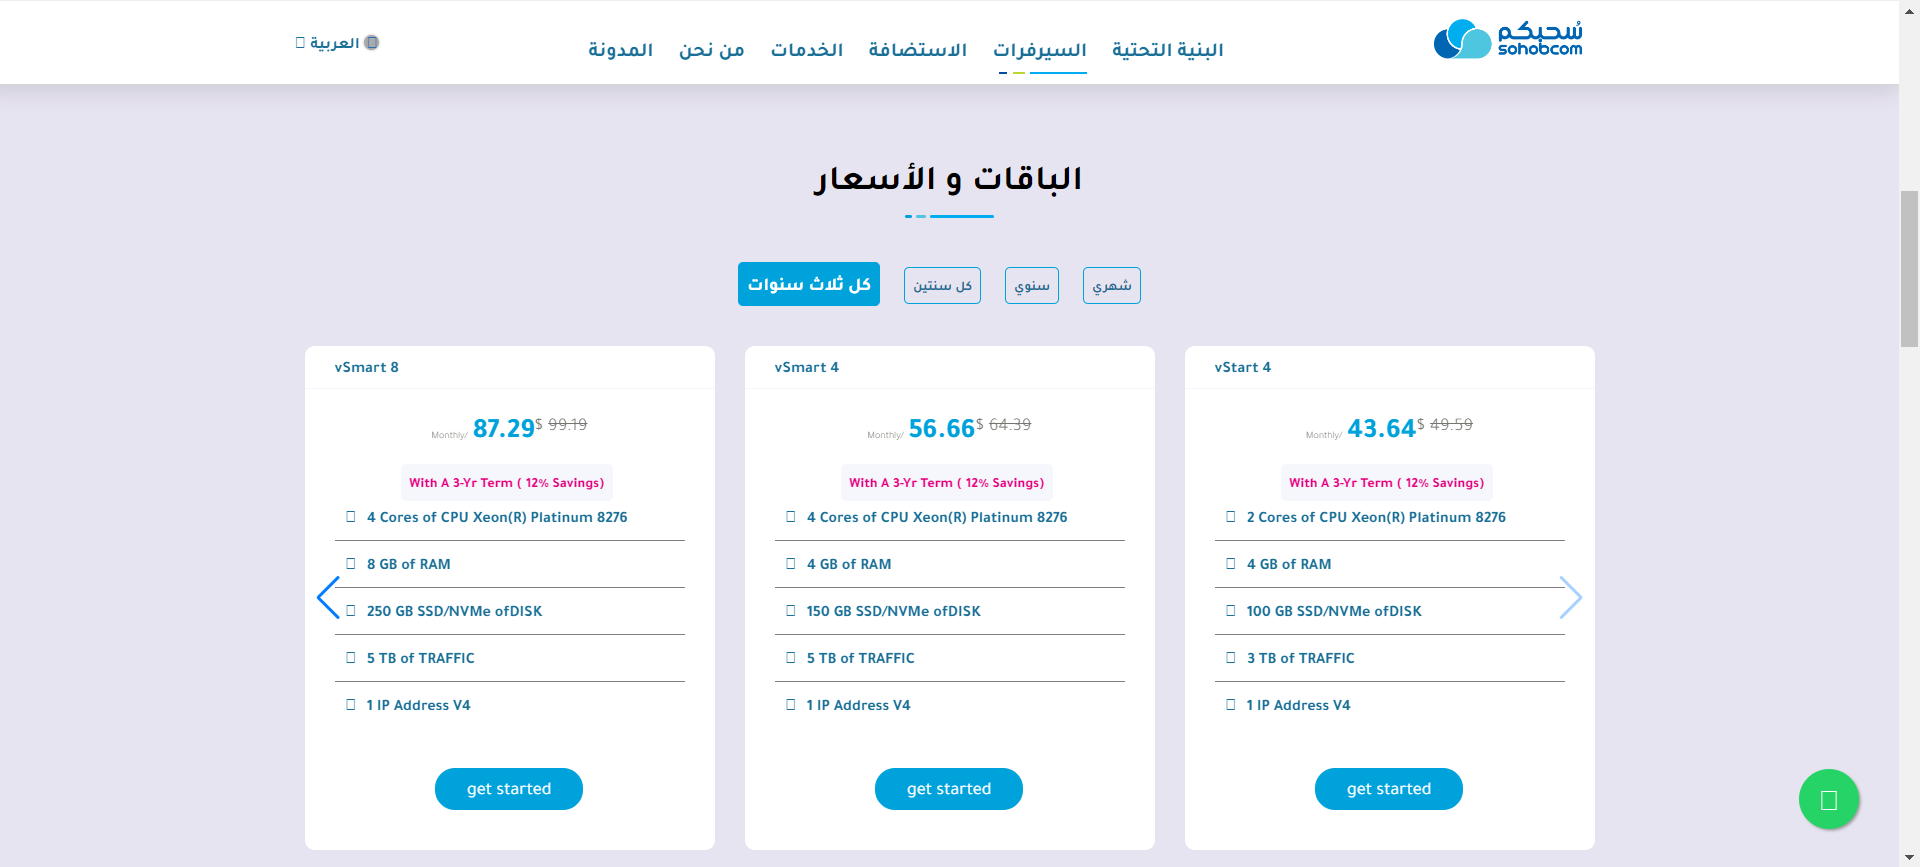 سُحبكم
sohobcom
البنية التحتية
السيرفرات
الاستضافة
الخدمات
من نحن
المدونة
العربية
الباقات و الأسعار
شهري
سنوي
كل سنتين
كل ثلاث سنوات
vStart 4
Monthly/ 43.64$ 49.59
With A 3-Yr Term ( 12% Savings)
2 Cores of CPU Xeon(R) Platinum 8276
4 GB of RAM
100 GB SSD/NVMe ofDISK
3 TB of TRAFFIC
1 IP Address V4
get started
vSmart 4
Monthly/ 56.66$ 64.39
With A 3-Yr Term ( 12% Savings)
4 Cores of CPU Xeon(R) Platinum 8276
4 GB of RAM
150 GB SSD/NVMe ofDISK
5 TB of TRAFFIC
1 IP Address V4
get started
vSmart 8
Monthly/ 87.29$ 99.19
With A 3-Yr Term ( 12% Savings)
4 Cores of CPU Xeon(R) Platinum 8276
8 GB of RAM
250 GB SSD/NVMe ofDISK
5 TB of TRAFFIC
1 IP Address V4
get started